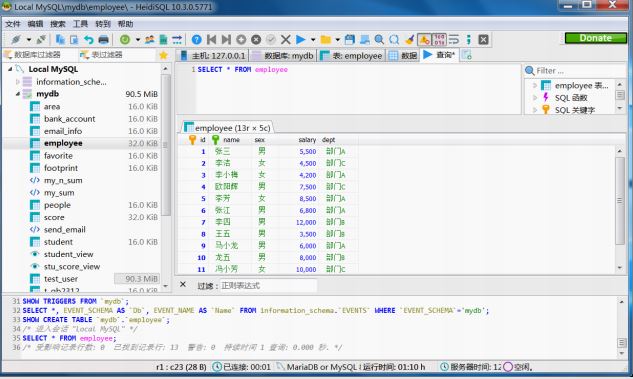 Local MySQL\mydb\employee\ - HeidiSQL 10.3.0.5771
文件 编辑 搜索 工具 转到 帮助
Donate
数据库过滤器 表过滤器
主机: 127.0.0.1 数据库: mydb 表: employee 数据 查询*
Local MySQL
information_sche...
mydb 90.5 MiB
area 16.0 KiB
bank_account 16.0 KiB
email_info 16.0 KiB
employee 32.0 KiB
favorite 16.0 KiB
footprint 16.0 KiB
my_n_sum
my_sum
people 16.0 KiB
score 32.0 KiB
send_email
student 16.0 KiB
student_view
stu_score_view
test_user 90.3 MiB
t_gb2312 16.0 KiB
1 SELECT * FROM employee
Filter ...
employee 表...
SQL 函数
SQL 关键字
employee (13r × 5c)
id name sex salary dept
1 张三 男 5,500 部门A
2 李洁 女 4,500 部门C
3 李小梅 女 4,200 部门A
4 欧阳辉 男 7,500 部门C
5 李芳 女 8,500 部门A
6 张江 男 6,800 部门A
7 李四 男 12,000 部门B
8 王五 男 3,500 部门B
9 马小龙 男 6,000 部门B
10 龙五 男 8,000 部门B
11 冯小芳 女 10,000 部门C
过滤: 正则表达式
31 SHOW TRIGGERS FROM `mydb`;
32 SELECT *, EVENT_SCHEMA AS `Db`, EVENT_NAME AS `Name` FROM information_schema.`EVENTS` WHERE `EVENT_SCHEMA`='mydb';
33 SHOW CREATE TABLE `mydb`.`employee`;
34 /* 进入会话 "Local MySQL" */
35 SELECT * FROM employee;
36 /* 受影响记录行数: 0 已找到记录行: 13 警告: 0 持续时间 1 查询: 0.000 秒. */
r1 : c23 (28 B) 已连接: 00:01 MariaDB or MySQL 运行时间: 01:10 h 服务器时间: 12 空闲。